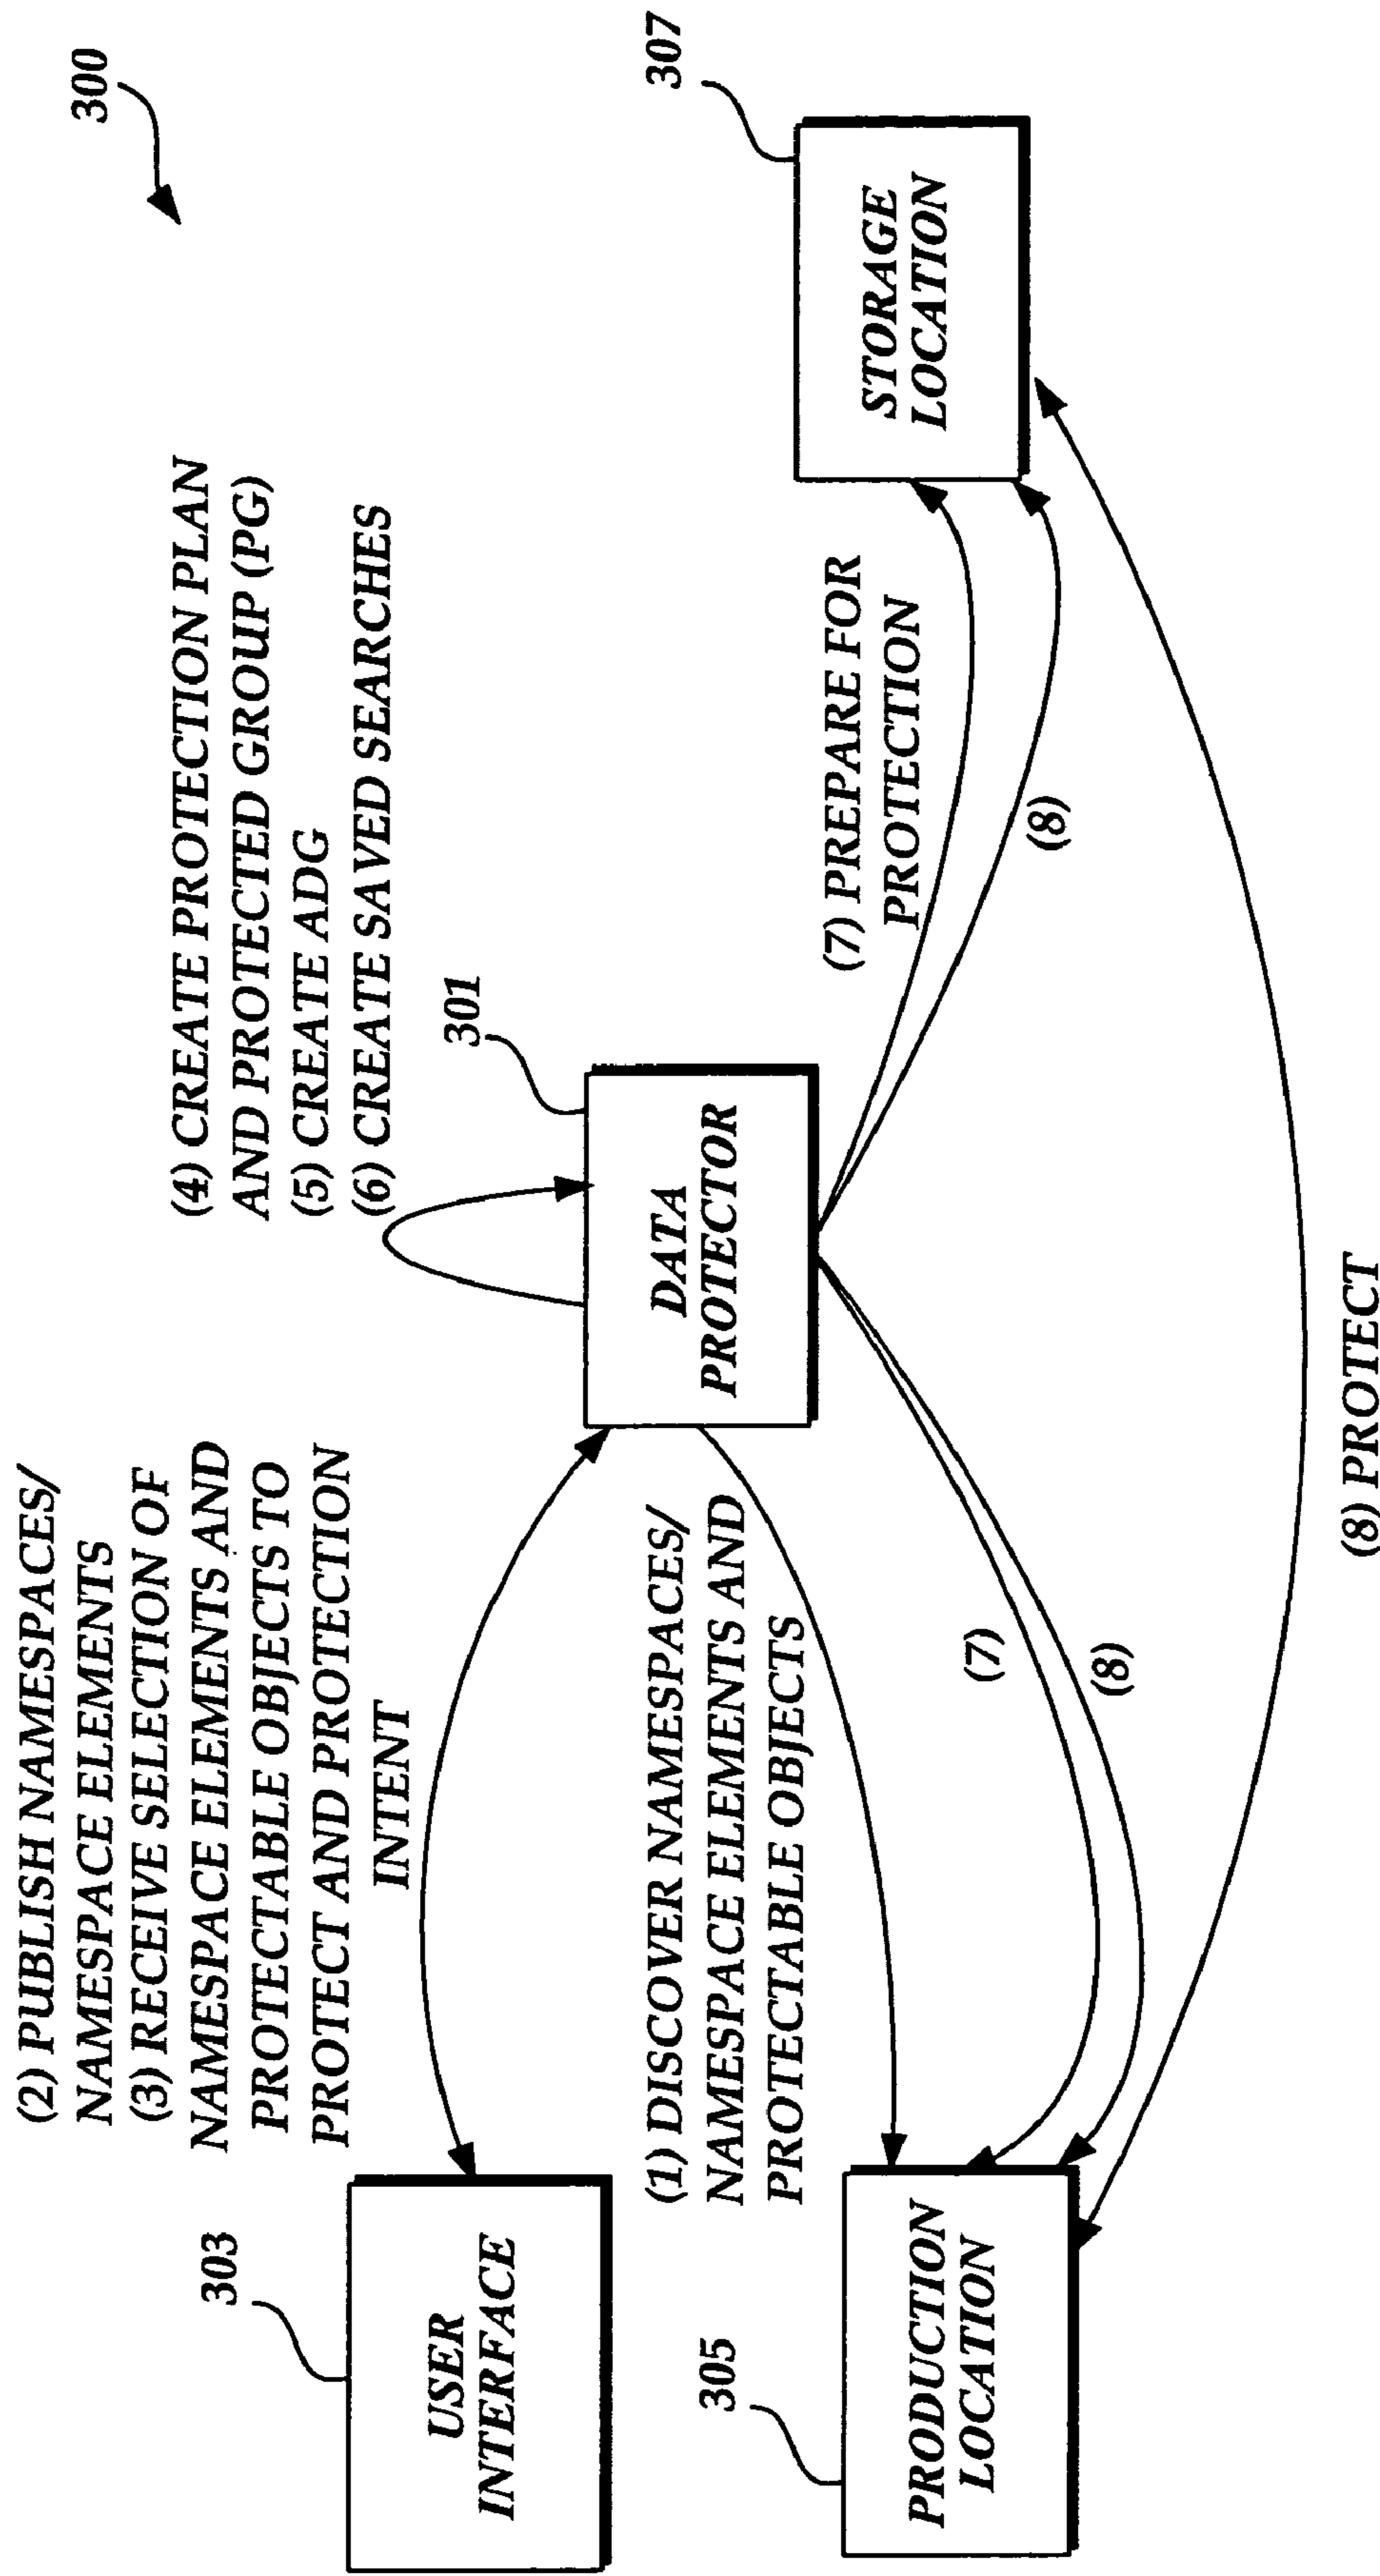 300
(2) PUBLISH NAMESPACES/
NAMESPACE ELEMENTS
(3) RECEIVE SELECTION OF
NAMESPACE ELEMENTS AND
PROTECTABLE OBJECTS TO
PROTECT AND PROTECTION
INTENT
(4) CREATE PROTECTION PLAN
AND PROTECTED GROUP (PG)
(5) CREATE ADG
(6) CREATE SAVED SEARCHES
303
USER
INTERFACE
301
DATA
PROTECTOR
307
STORAGE
LOCATION
(1) DISCOVER NAMESPACES/
NAMESPACE ELEMENTS AND
PROTECTABLE OBJECTS
(7) PREPARE FOR
PROTECTION
(8)
305
PRODUCTION
LOCATION
(7)
(8)
(8) PROTECT